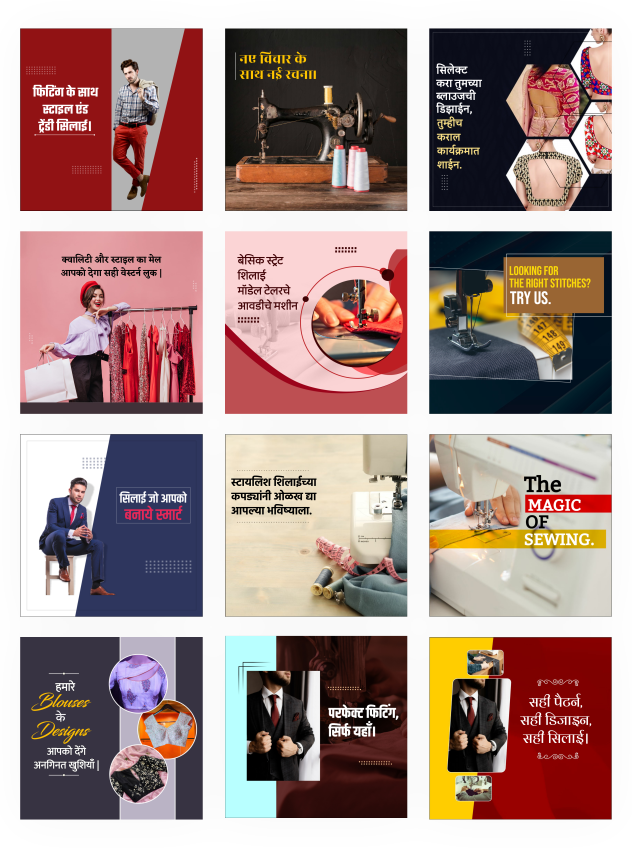 फिटिंग के साथ
स्टाइल एंड
ट्रेंडी सिलाई।
नए विचार के
साथ नई रचना।
सिलेक्ट
करा तुमच्या
ब्लाउजची
डिझाईन,
तुम्हीच
कराल
कार्यक्रमात
शाईन.
क्वालिटी और स्टाइल का मेल
आपको देगा सही वेस्टर्न लुक |
बेसिक स्ट्रेट
शिलाई
मॉडेल टेलरचे
आवडीचे मशीन
LOOKING FOR
THE RIGHT STITCHES?
TRY US.
सिलाई जो आपको
बनाये स्मार्ट
स्टायलिश शिलाईच्या
कपड्यांनी ओळख द्या
आपल्या भविष्याला.
The
MAGIC
OF
SEWING.
हमारे
Blouses
के
Designs
आपको देंगे
अनगिनत खुशियाँ |
परफेक्ट फिटिंग,
सिर्फ यहाँ।
सही पैटर्न,
सही डिजाइन,
सही सिलाई।